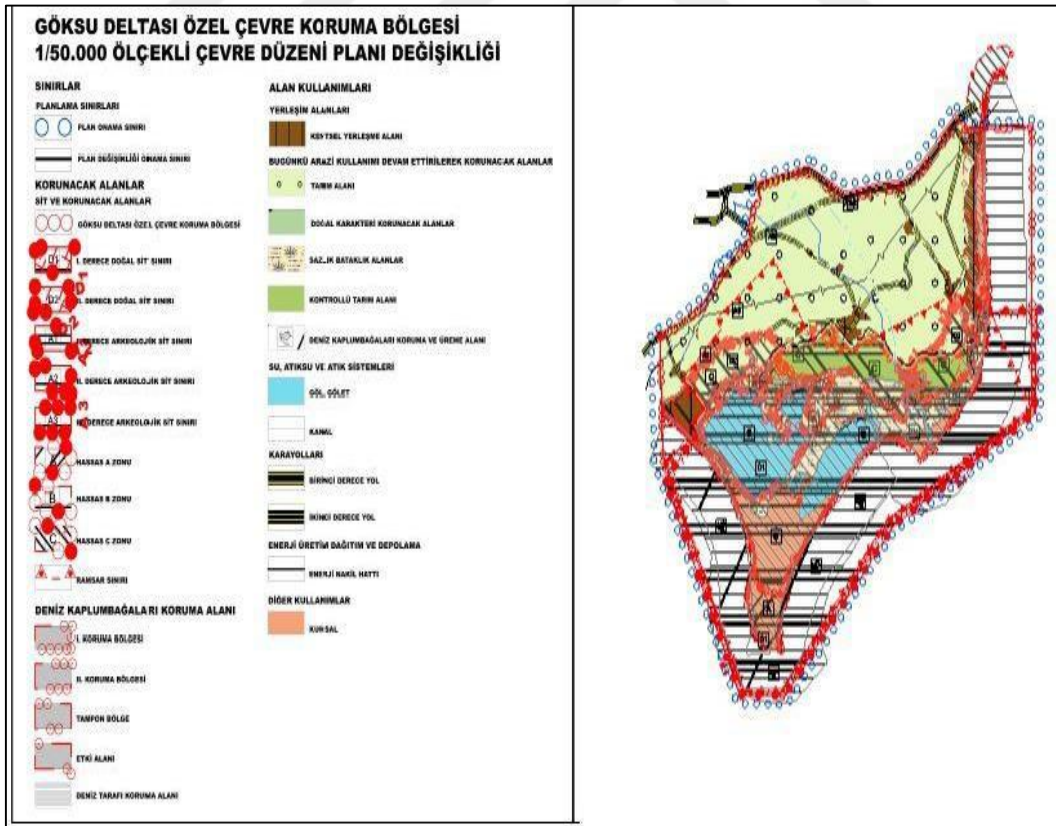 GÖKSU DELTASI ÖZEL ÇEVRE KORUMA BÖLGESİ
1/50.000 ÖLÇEKLİ ÇEVRE DÜZENİ PLANI DEĞİŞİKLİĞİ
SINIRLAR
PLANLAMA SINIRLARI
PLAN ONAMA SINIRI
PLAN DEĞİŞİKLİĞİ ONAMA SINIRI
KORUNACAK ALANLAR
SİT VE KORUNACAK ALANLAR
GÖKSU DELTASI ÖZEL ÇEVRE KORUMA BÖLGESİ
D1
I. DERECE DOĞAL SİT SINIRI
D2
II. DERECE DOĞAL SİT SINIRI
A1
I. DERECE ARKEOLOJİK SİT SINIRI
A2
II. DERECE ARKEOLOJİK SİT SINIRI
A3
DERECE ARKEOLOJİK SİT SINIRI
HASSAS A ZONU
B
HASSAS B ZONU
C
HASSAS C ZONU
RAMSAR SINIRI
DENİZ KAPLUMBAĞALARI KORUMA ALANI
I. KORUMA BÖLGESİ
II. KORUMA BÖLGESİ
TAMPON BÖLGE
ETKİ ALANI
DENİZ TARAFI KORUMA ALANI
ALAN KULLANIMLARI
YERLEŞİM ALANLARI
KENTSEL YERLEŞME ALANI
BUGÜNKÜ ARAZİ KULLANIMI DEVAM ETTİRİLEREK KORUNACAK ALANLAR
TARIM ALANI
DOĞAL KARAKTERİ KORUNACAK ALANLAR
SAZLIK BATAKLIK ALANLAR
KONTROLLÜ TARIM ALANI
DENİZ KAPLUMBAĞALARI KORUMA VE ÜREME ALANI
SU, ATIKSU VE ATIK SİSTEMLERİ
GÖL, GÖLET
KANAL
KARAYOLLARI
BİRİNCİ DERECE YOL
İKİNCİ DERECE YOL
ENERJİ ÜRETİM DAĞITIM VE DEPOLAMA
ENERJİ NAKİL HATTI
DİĞER KULLANIMLAR
KUMSAL
C
D1
D1